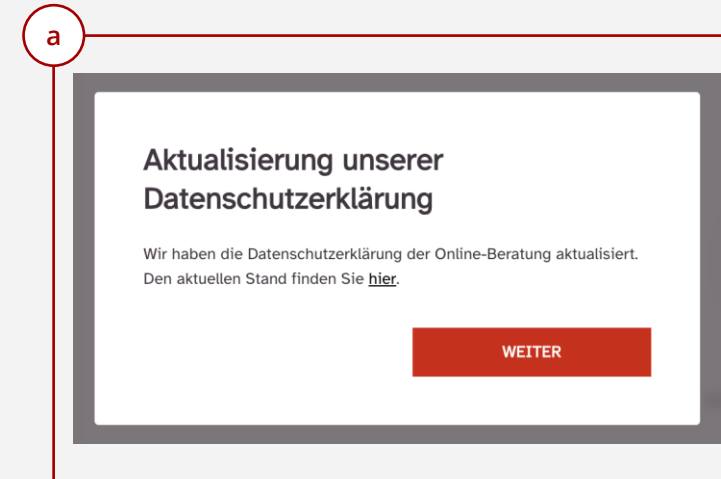 a
Aktualisierung unserer
Datenschutzerklärung
Wir haben die Datenschutzerklärung der Online-Beratung aktualisiert.
Den aktuellen Stand finden Sie hier.
WEITER